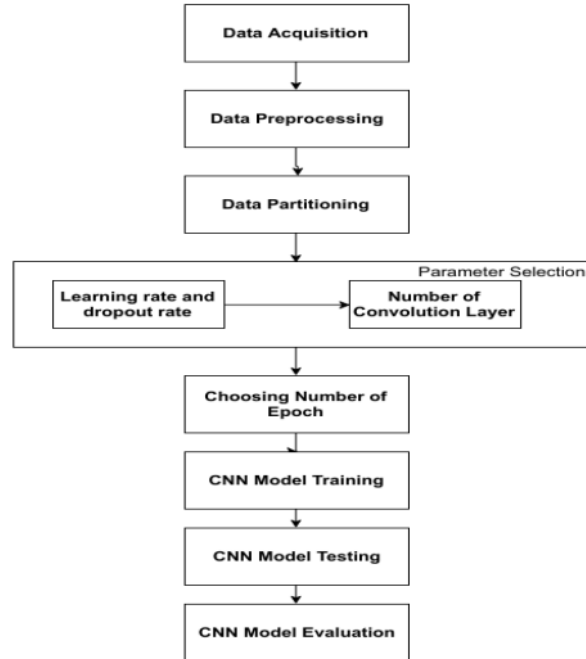 Data Acquisition
Data Preprocessing
Data Partitioning
Parameter Selection
Learning rate and
dropout rate
Number of
Convolution Layer
Choosing Number of
Epoch
CNN Model Training
CNN Model Testing
CNN Model Evaluation